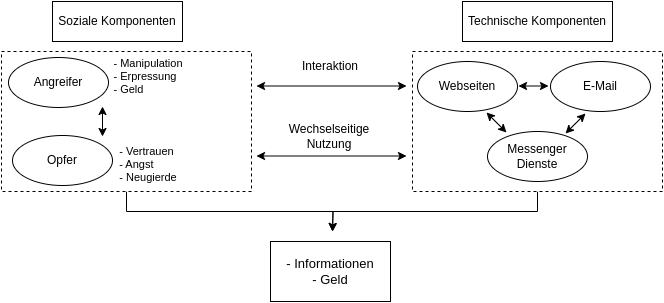 Soziale Komponenten
Technische Komponenten
Angreifer
- Manipulation
- Erpressung
- Geld
Opfer
- Vertrauen
- Angst
- Neugierde
Interaktion
Wechselseitige
Nutzung
Webseiten
E-Mail
Messenger
Dienste
- Informationen
- Geld